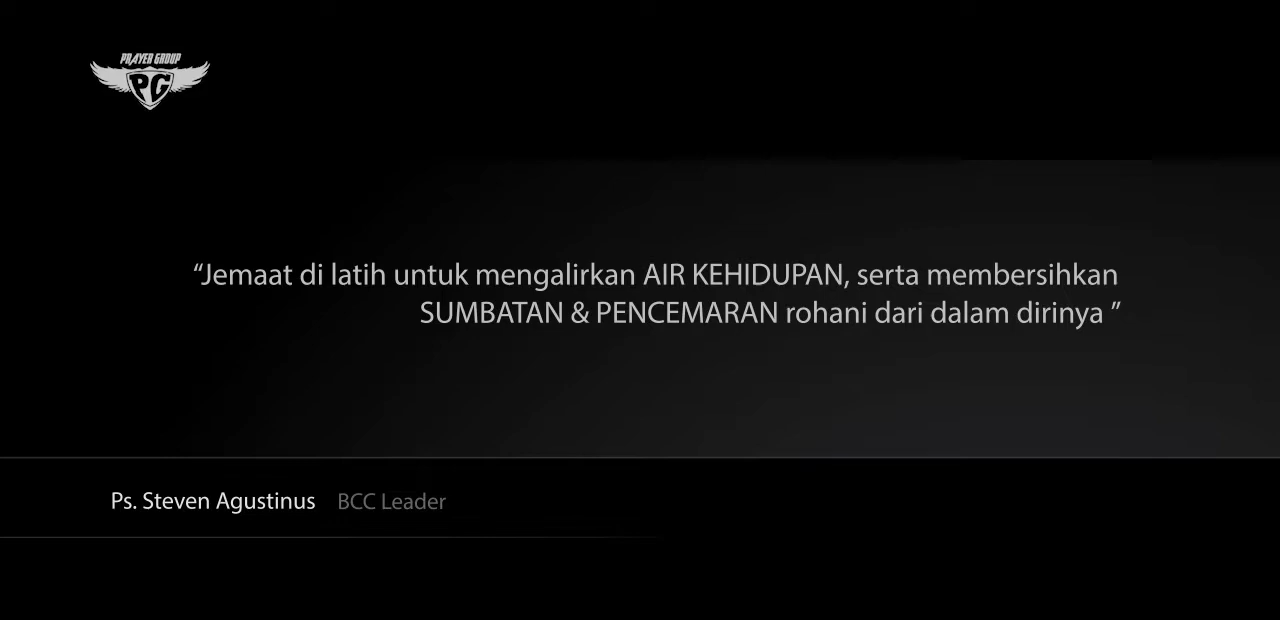 PRAYER GROUP
PG
“Jemaat di latih untuk mengalirkan AIR KEHIDUPAN, serta membersihkan
SUMBATAN & PENCEMARAN rohani dari dalam dirinya ”
Ps. Steven Agustinus BCC Leader